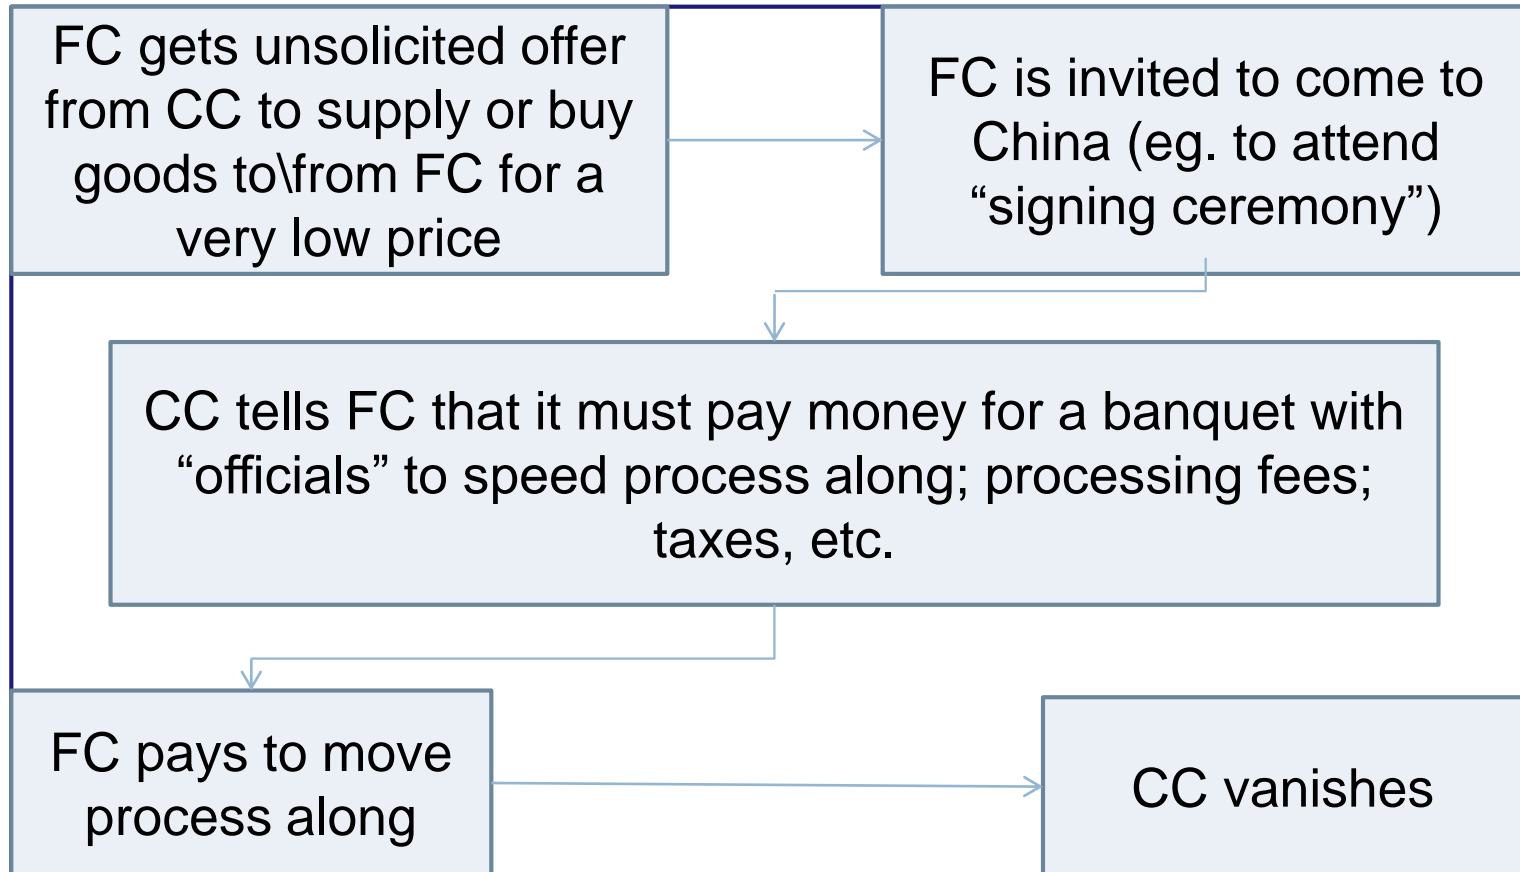 FC gets unsolicited offer
from CC to supply or buy
goods to\from FC for a
very low price
FC is invited to come to
China (eg. to attend
“signing ceremony”)
CC tells FC that it must pay money for a banquet with
“officials” to speed process along; processing fees;
taxes, etc.
FC pays to move
process along
CC vanishes